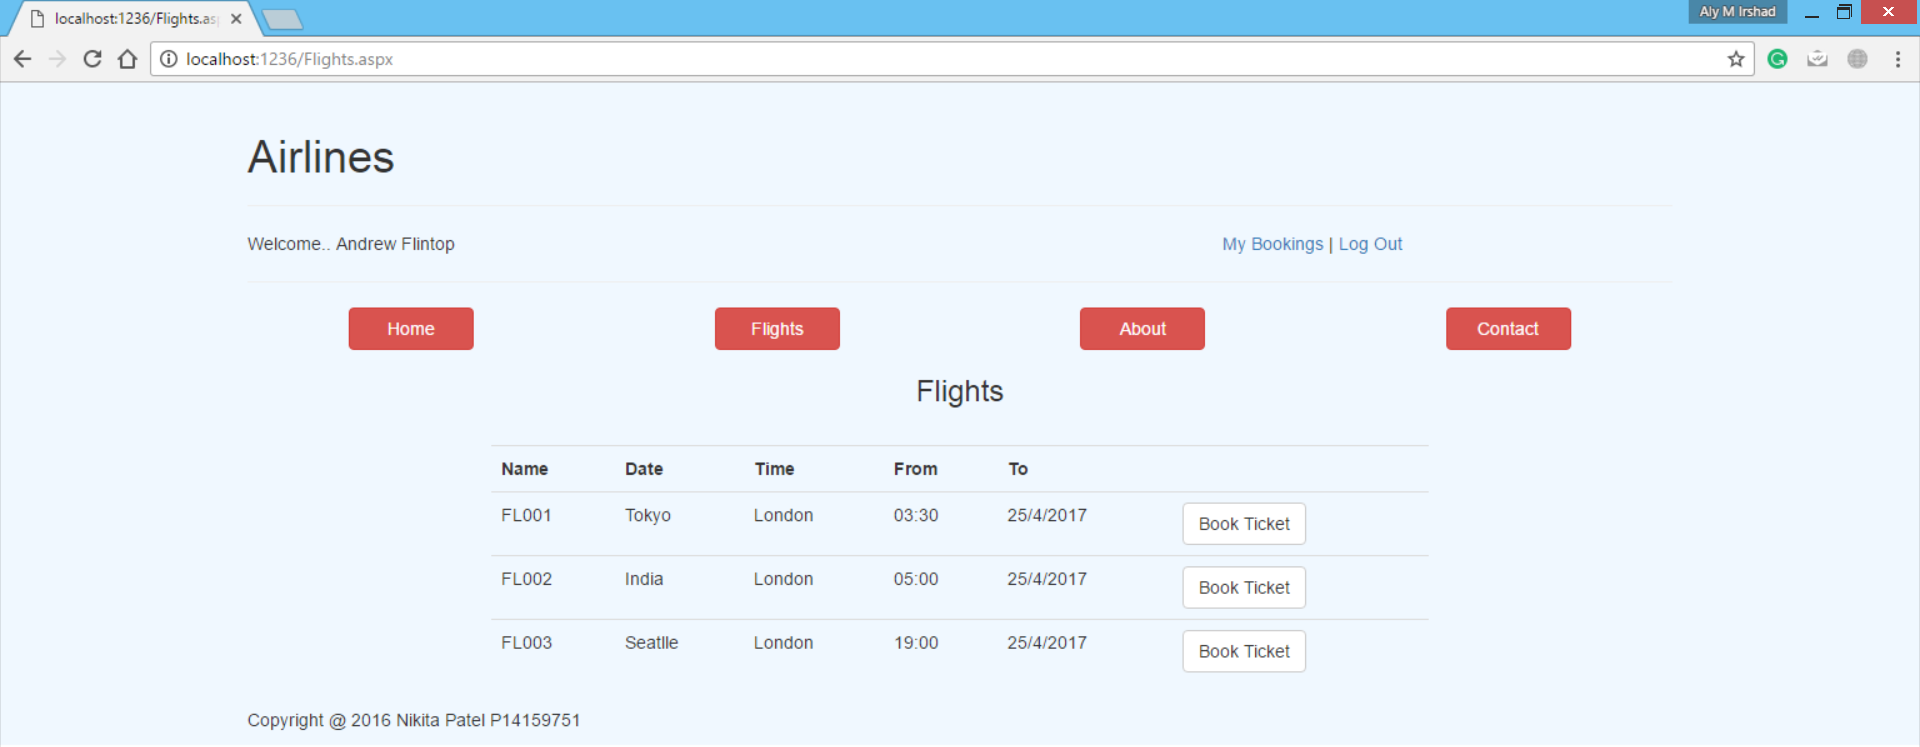 localhost:1236/Flights.as
Aly M Irshad
localhost:1236/Flights.aspx
Airlines
Welcome.. Andrew Flintop
My Bookings | Log Out
Home Flights About Contact
Flights
Name Date Time From To
FL001 Tokyo London 03:30 25/4/2017 Book Ticket
FL002 India London 05:00 25/4/2017 Book Ticket
FL003 Seatlle London 19:00 25/4/2017 Book Ticket
Copyright @ 2016 Nikita Patel P14159751